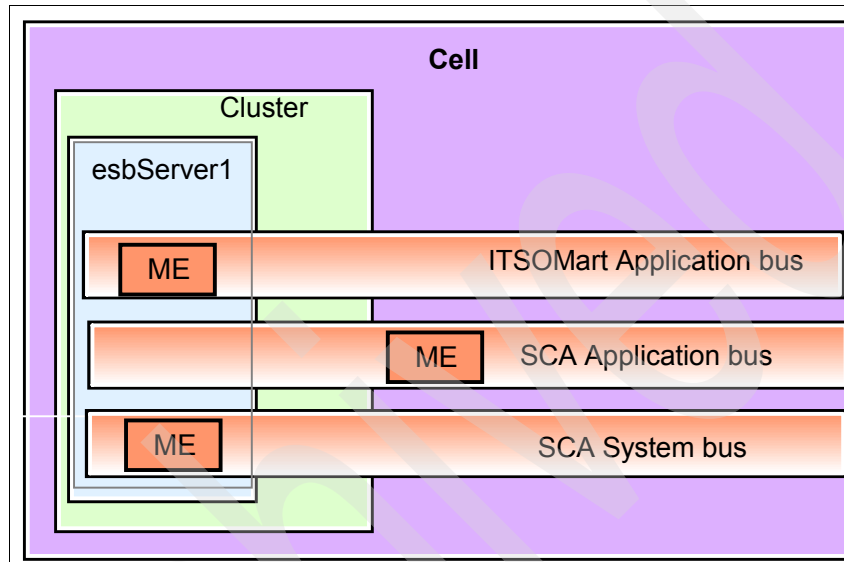 Cell
Cluster
esbServer1
ME
ITSOMart Application bus
ME
SCA Application bus
ME
SCA System bus